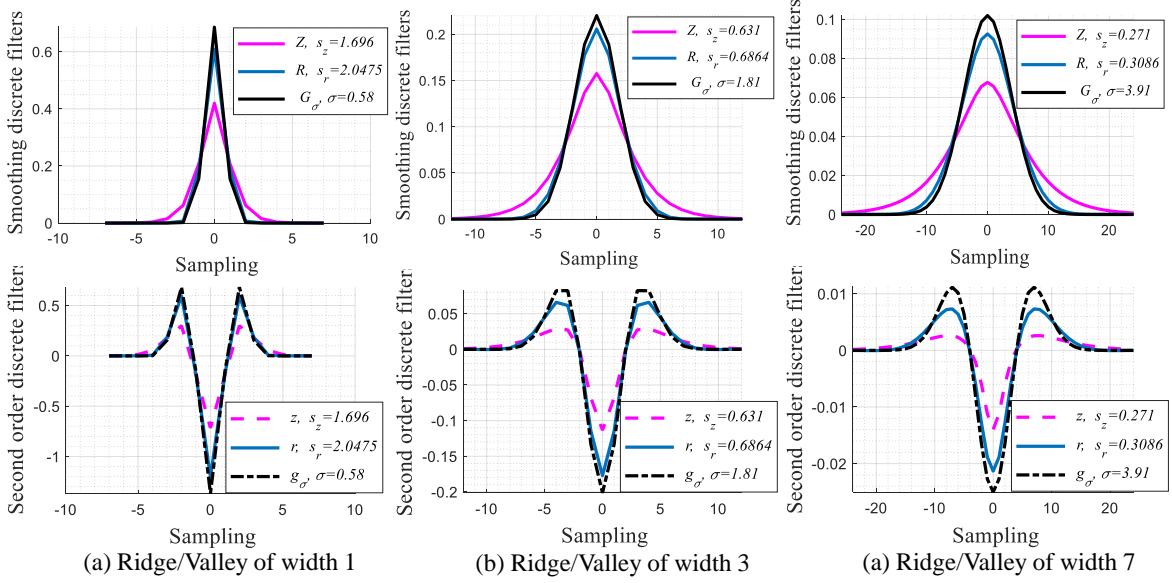 Smoothing discrete filters
0.6
0.4
0.2
0
-10
-5
0
5
10
Sampling
Z, s_z=1.696
R, s_r=2.0475
G_σ, σ=0.58
Smoothing discrete filters
0.2
0.15
0.1
0.05
0
-10
-5
0
5
10
Sampling
Z, s_z=0.631
R, s_r=0.6864
G_σ, σ=1.81
Smoothing discrete filters
0.1
0.08
0.06
0.04
0.02
0
-20
-10
0
10
20
Sampling
Z, s_z=0.271
R, s_r=0.3086
G_σ, σ=3.91
Second order discrete filters
0.5
0
-0.5
-1
-10
-5
0
5
10
Sampling
z, s_z=1.696
r, s_r=2.0475
g_σ, σ=0.58
Second order discrete filters
0.05
0
-0.05
-0.1
-0.15
-0.2
-10
-5
0
5
10
Sampling
z, s_z=0.631
r, s_r=0.6864
g_σ, σ=1.81
Second order discrete filters
0.01
0
-0.01
-0.02
-20
-10
0
10
20
Sampling
z, s_z=0.271
r, s_r=0.3086
g_σ, σ=3.91
(a) Ridge/Valley of width 1
(b) Ridge/Valley of width 3
(a) Ridge/Valley of width 7